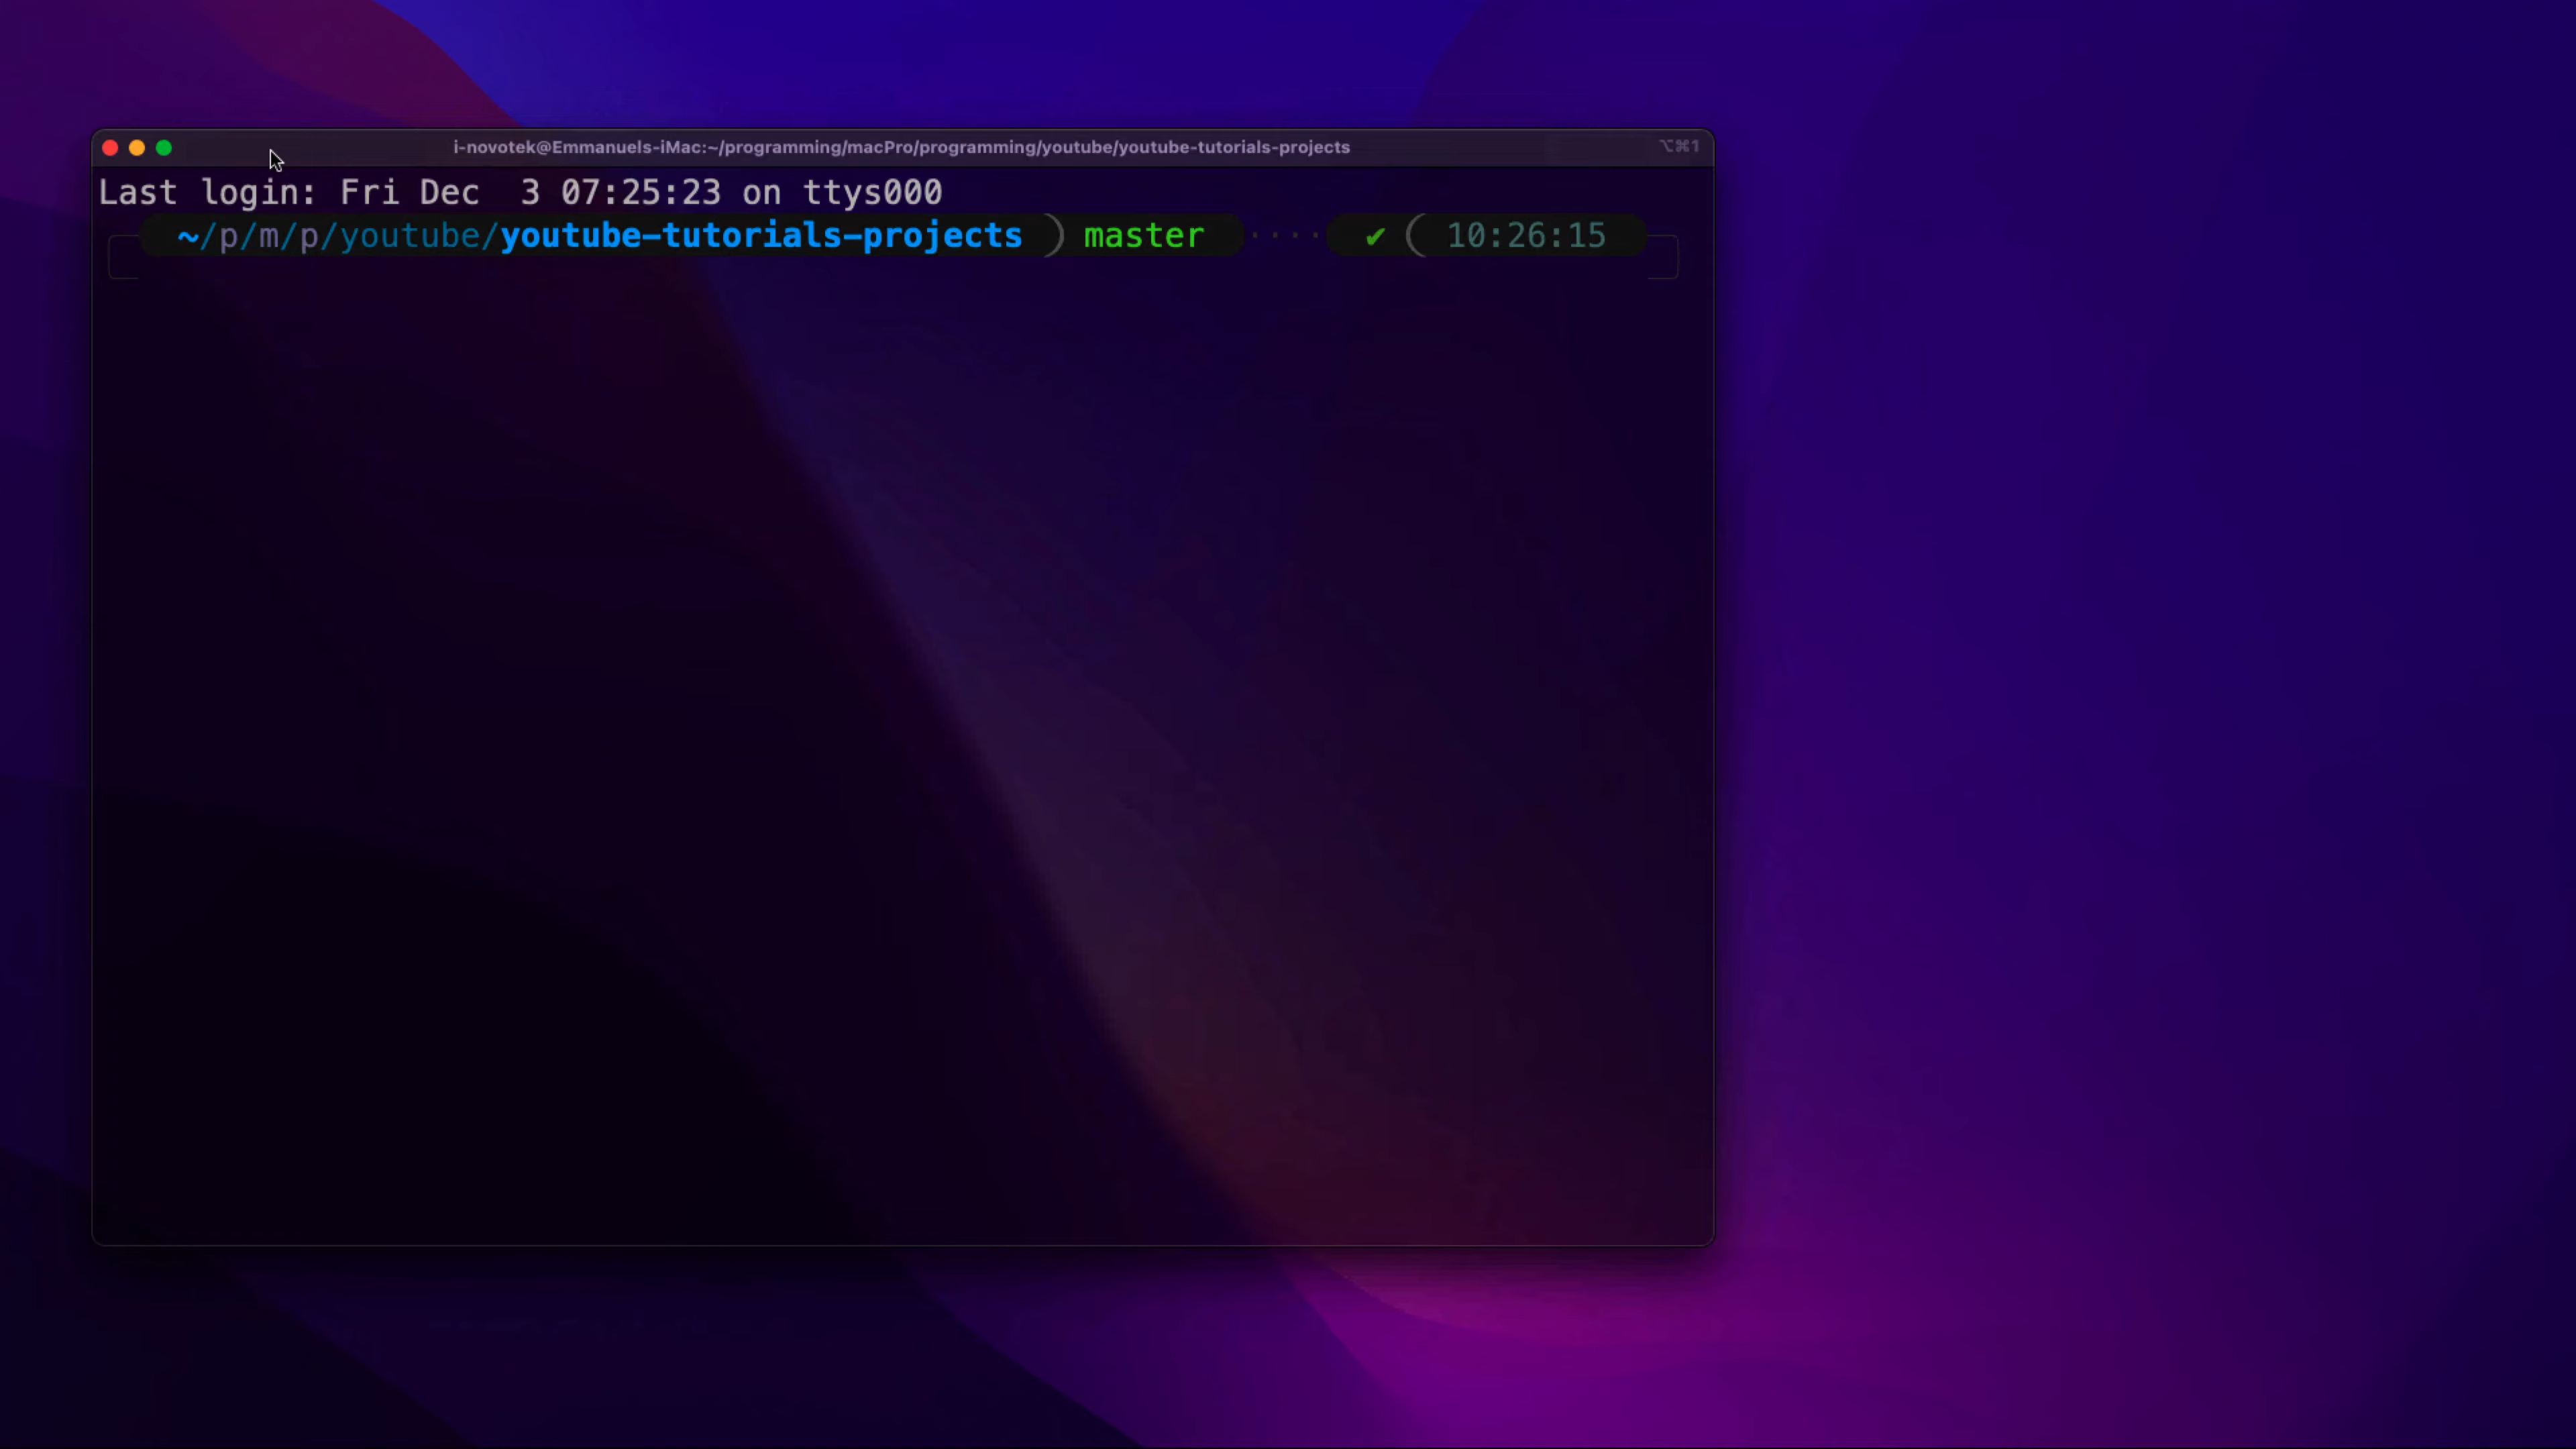 i-novotek@Emmanuels-iMac:~/programming/macPro/programming/youtube/youtube-tutorials-projects ⌥⌘1
Last login: Fri Dec  3 07:25:23 on ttys000
~/p/m/p/youtube/youtube-tutorials-projects ) master ···· ✔ ( 10:26:15